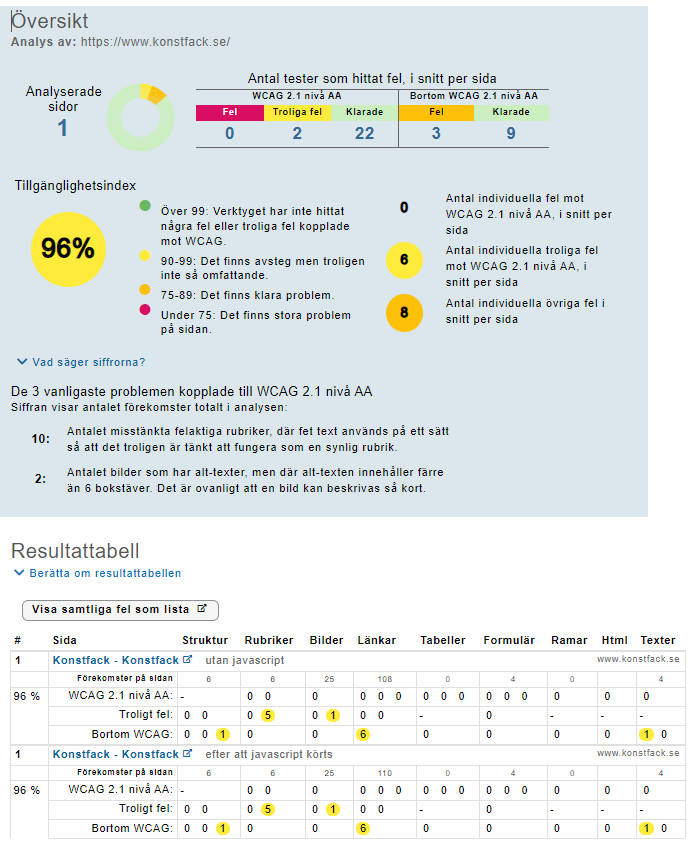 Översikt
Analys av: https://www.konstfack.se/
Antal tester som hittat fel, i snitt per sida
Analyserade
sidor
1
WCAG 2.1 nivå AA Bortom WCAG 2.1 nivå AA
Fel Troliga fel Klarade Fel Klarade
0 2 22 3 9
Tillgänglighetsindex
96%
Över 99: Verktyget har inte hittat
några fel eller troliga fel kopplade
mot WCAG.
90-99: Det finns avsteg men troligen
inte så omfattande.
75-89: Det finns klara problem.
Under 75: Det finns stora problem
på sidan.
0 Antal individuella fel mot
WCAG 2.1 nivå AA, i snitt per
sida
6 Antal individuella troliga fel
mot WCAG 2.1 nivå AA, i
snitt per sida
8 Antal individuella övriga fel i
snitt per sida
Vad säger siffrorna?
De 3 vanligaste problemen kopplade till WCAG 2.1 nivå AA
Siffran visar antalet förekomster totalt i analysen:
10: Antalet misstänkta felaktiga rubriker, där fet text används på ett sätt
så att det troligen är tänkt att fungera som en synlig rubrik.
2: Antalet bilder som har alt-texter, men där alt-texten innehåller färre
än 6 bokstäver. Det är ovanligt att en bild kan beskrivas så kort.
Resultattabell
Berätta om resultattabellen
Visa samtliga fel som lista
# Sida Struktur Rubriker Bilder Länkar Tabeller Formulär Ramar Html Texter
1 Konstfack - Konstfack utan javascript www.konstfack.se
Förekomster på sidan 6 6 25 108 0 4 0 4
96 % WCAG 2.1 nivå AA: - 0 0 0 0 0 0 0 0 0 0 0 0 0 0 0
Troligt fel: 0 0 0 5 0 1 0 0 - 0 - - -
Bortom WCAG: 0 0 1 0 0 6 0 0 0 0 1 0
1 Konstfack - Konstfack efter att javascript körts www.konstfack.se
Förekomster på sidan 6 6 25 110 0 4 0 4
96 % WCAG 2.1 nivå AA: - 0 0 0 0 0 0 0 0 0 0 0 0 0 0 0
Troligt fel: 0 0 0 5 0 1 0 0 - 0 - - -
Bortom WCAG: 0 0 1 0 0 6 0 0 0 0 1 0